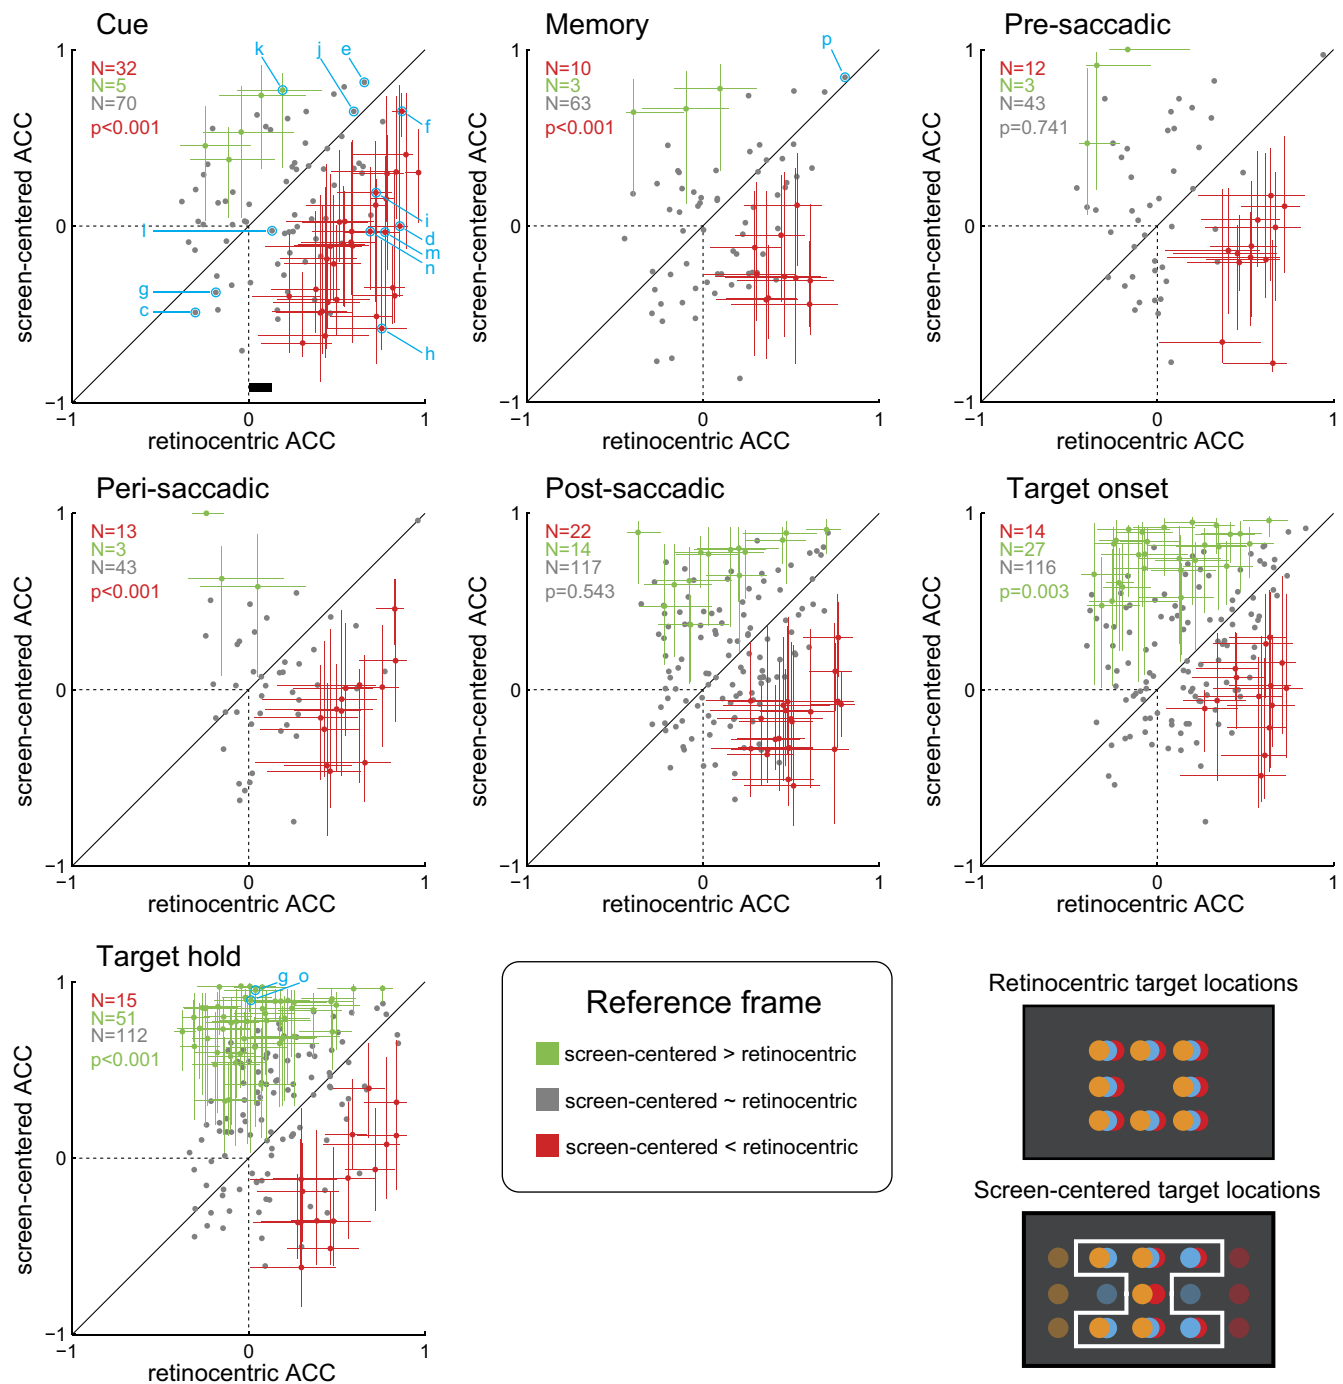 Cue
N=32
N=5
N=70
p<0.001
k
j
e
f
i
d
m
n
l
g
c
h
1
0
−1
−1
0
1
screen-centered ACC
retinocentric ACC
Memory
N=10
N=3
N=63
p<0.001
p
1
0
−1
−1
0
1
screen-centered ACC
retinocentric ACC
Pre-saccadic
N=12
N=3
N=43
p=0.741
1
0
−1
−1
0
1
screen-centered ACC
retinocentric ACC
Peri-saccadic
N=13
N=3
N=43
p<0.001
1
0
−1
−1
0
1
screen-centered ACC
retinocentric ACC
Post-saccadic
N=22
N=14
N=117
p=0.543
1
0
−1
−1
0
1
screen-centered ACC
retinocentric ACC
Target onset
N=14
N=27
N=116
p=0.003
1
0
−1
−1
0
1
screen-centered ACC
retinocentric ACC
Target hold
N=15
N=51
N=112
p<0.001
g o
1
0
−1
−1
0
1
screen-centered ACC
retinocentric ACC
Reference frame
screen-centered > retinocentric
screen-centered ~ retinocentric
screen-centered < retinocentric
Retinocentric target locations
Screen-centered target locations